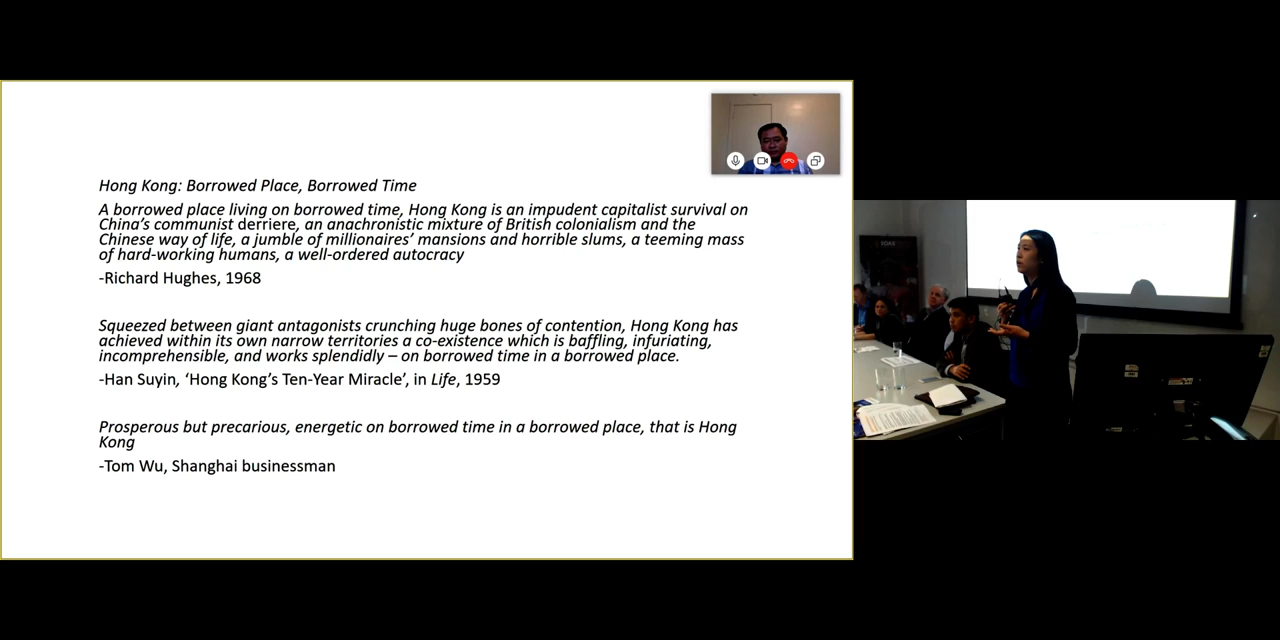 Hong Kong: Borrowed Place, Borrowed Time
A borrowed place living on borrowed time, Hong Kong is an impudent capitalist survival on
China's communist derriere, an anachronistic mixture of British colonialism and the
Chinese way of life, a jumble of millionaires' mansions and horrible slums, a teeming mass
of hard-working humans, a well-ordered autocracy
-Richard Hughes, 1968
Squeezed between giant antagonists crunching huge bones of contention, Hong Kong has
achieved within its own narrow territories a co-existence which is baffling, infuriating,
incomprehensible, and works splendidly – on borrowed time in a borrowed place.
-Han Suyin, 'Hong Kong's Ten-Year Miracle', in Life, 1959
Prosperous but precarious, energetic on borrowed time in a borrowed place, that is Hong
Kong
-Tom Wu, Shanghai businessman
SOAS